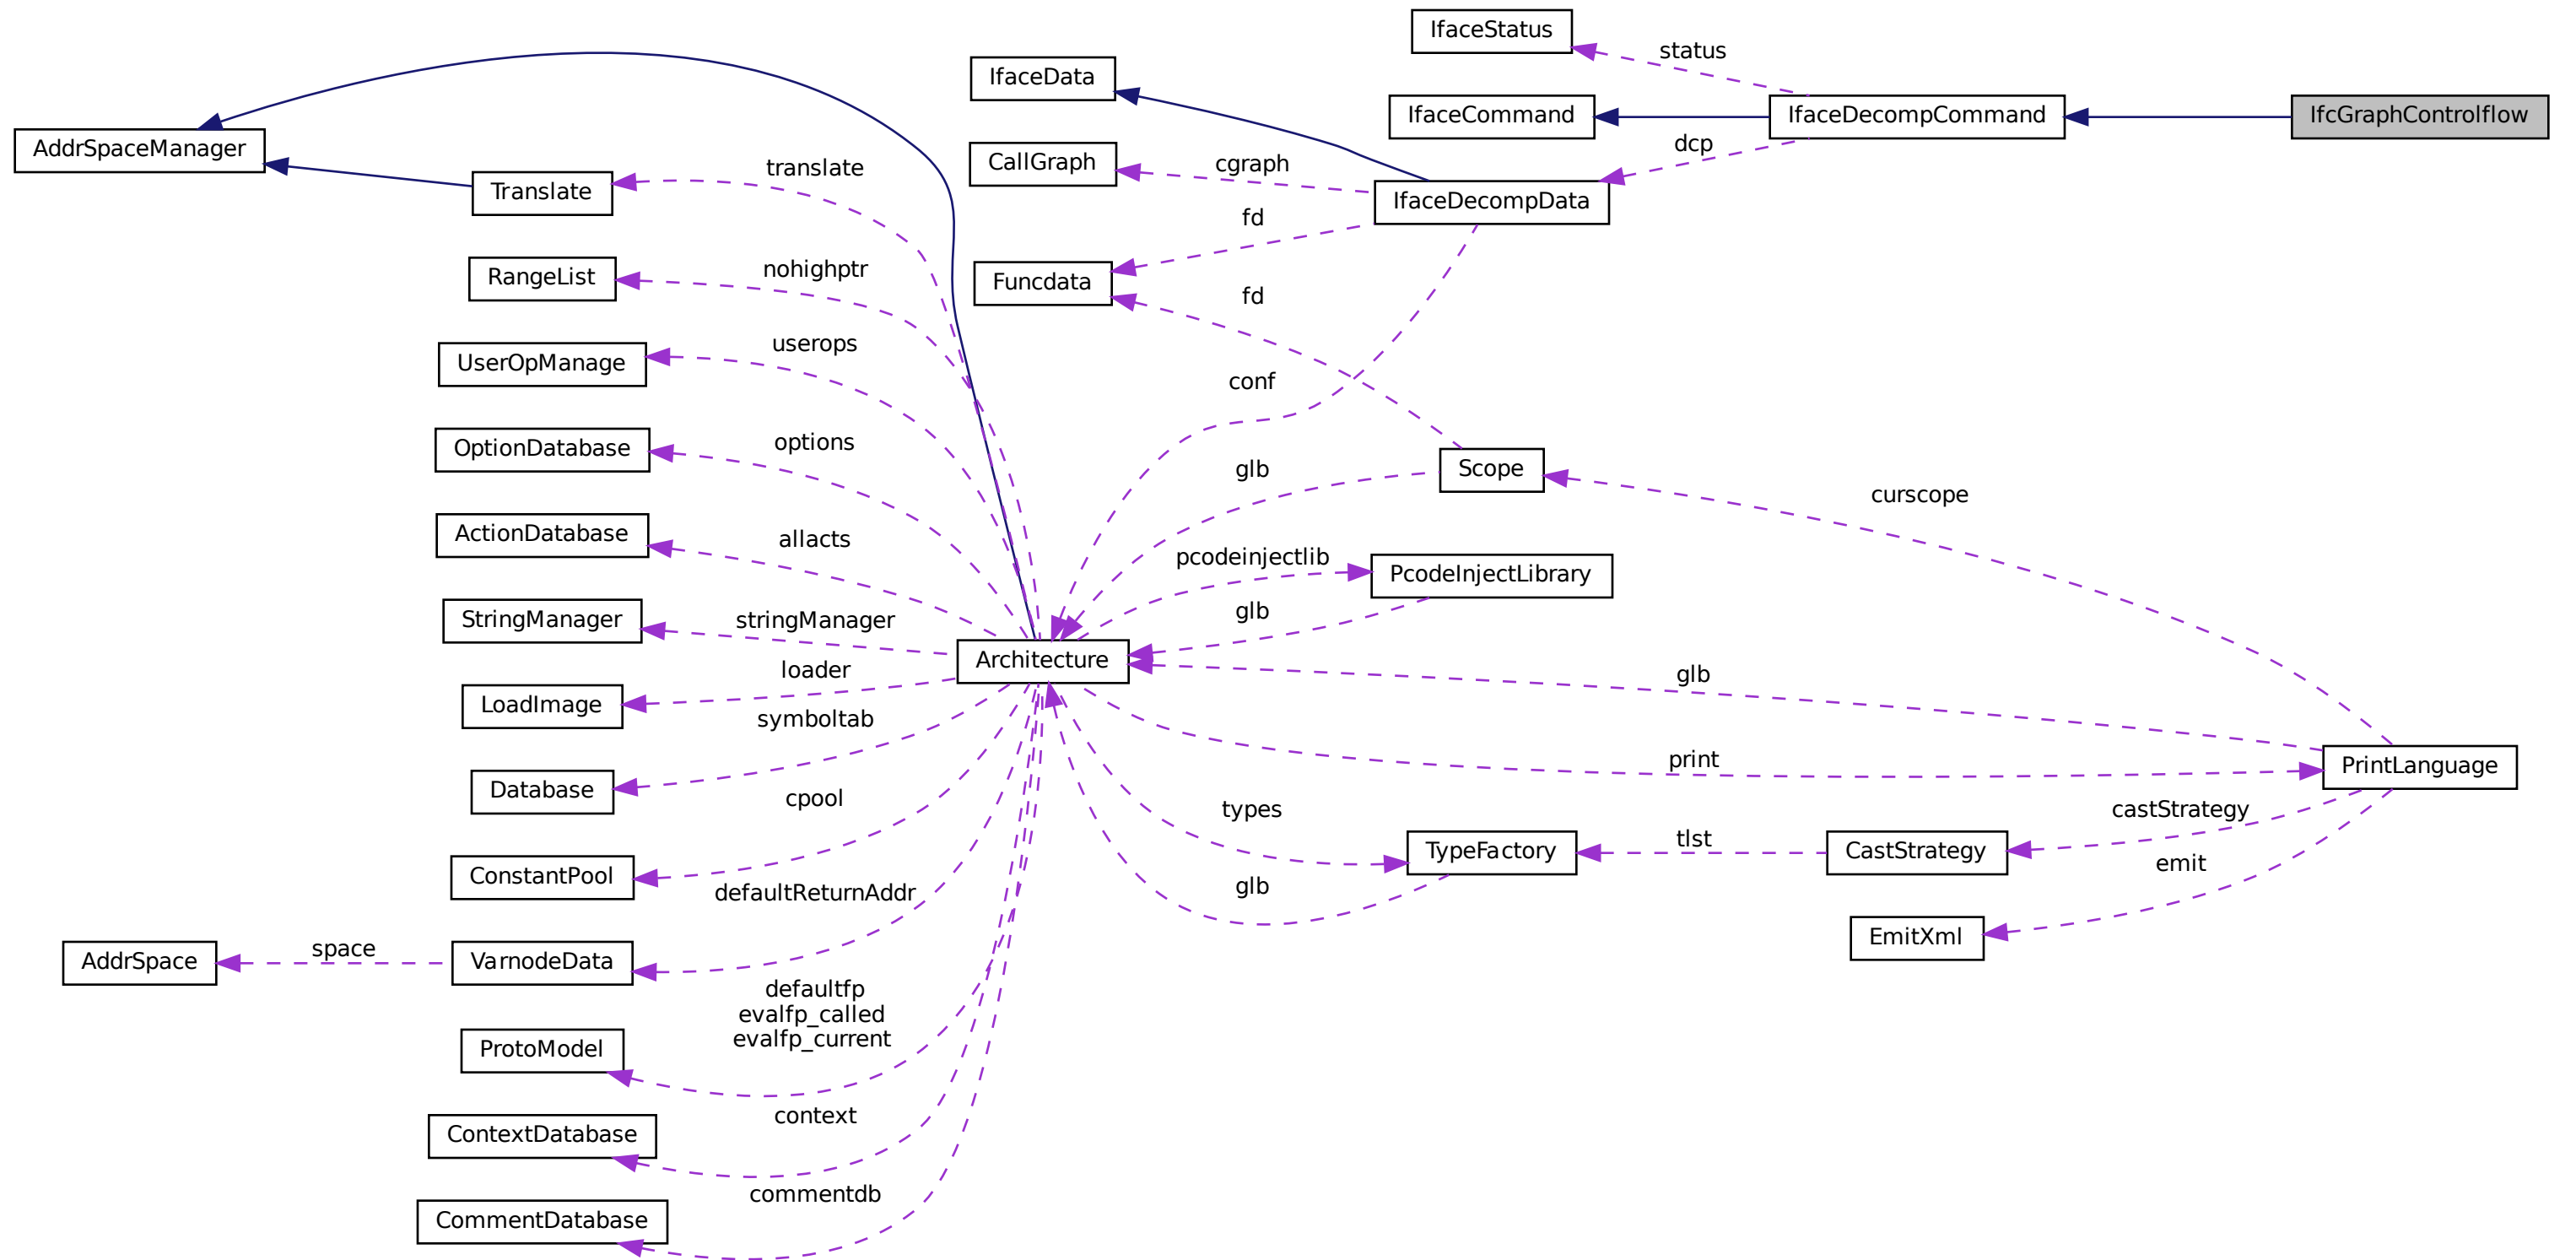 IfaceStatus
status
IfaceData
IfaceCommand
IfaceDecompCommand
IfcGraphControlflow
AddrSpaceManager
dcp
CallGraph
cgraph
translate
Translate
IfaceDecompData
fd
nohighptr
RangeList
Funcdata
fd
userops
UserOpManage
conf
options
OptionDatabase
glb
Scope
curscope
allacts
ActionDatabase
pcodeinjectlib
PcodeInjectLibrary
glb
stringManager
StringManager
Architecture
loader
glb
LoadImage
symboltab
print
PrintLanguage
Database
cpool
types
castStrategy
tlst
TypeFactory
CastStrategy
emit
ConstantPool
glb
defaultReturnAddr
EmitXml
space
AddrSpace
VarnodeData
defaultfp
evalfp_called
evalfp_current
ProtoModel
context
ContextDatabase
commentdb
CommentDatabase